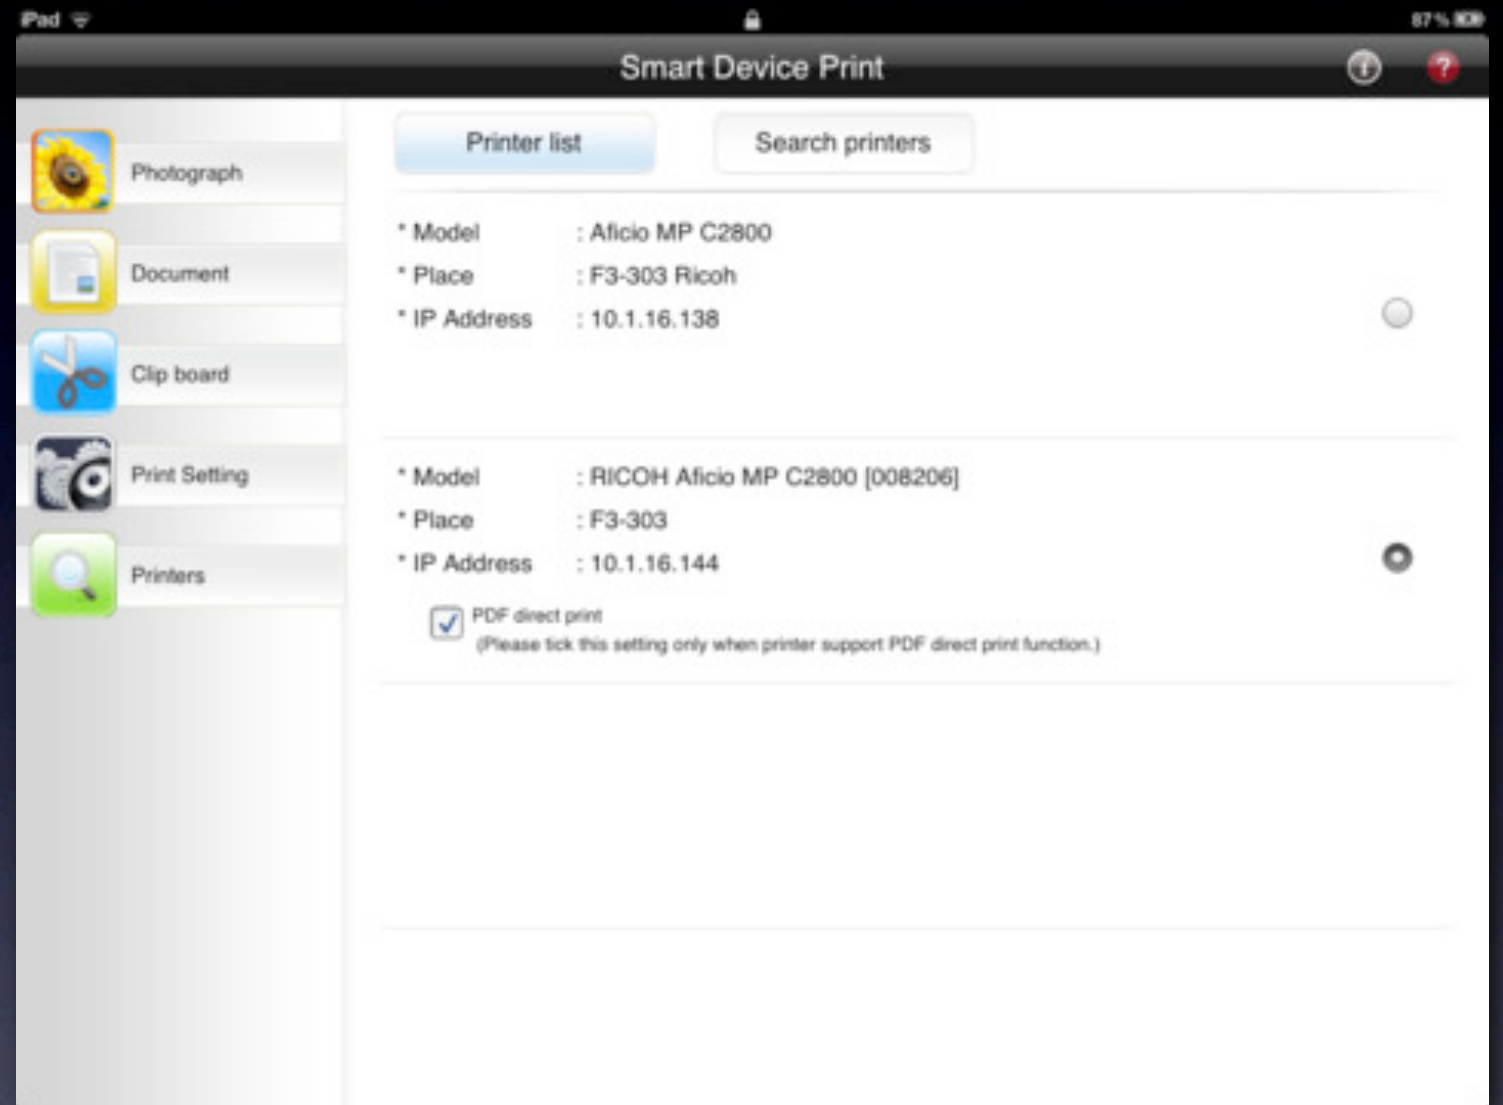 iPad
87%
Smart Device Print
i
?
Photograph
Document
Clip board
Print Setting
Printers
Printer list
Search printers
* Model : Aficio MP C2800
* Place : F3-303 Ricoh
* IP Address : 10.1.16.138
* Model : RICOH Aficio MP C2800 [008206]
* Place : F3-303
* IP Address : 10.1.16.144
PDF direct print
(Please tick this setting only when printer support PDF direct print function.)